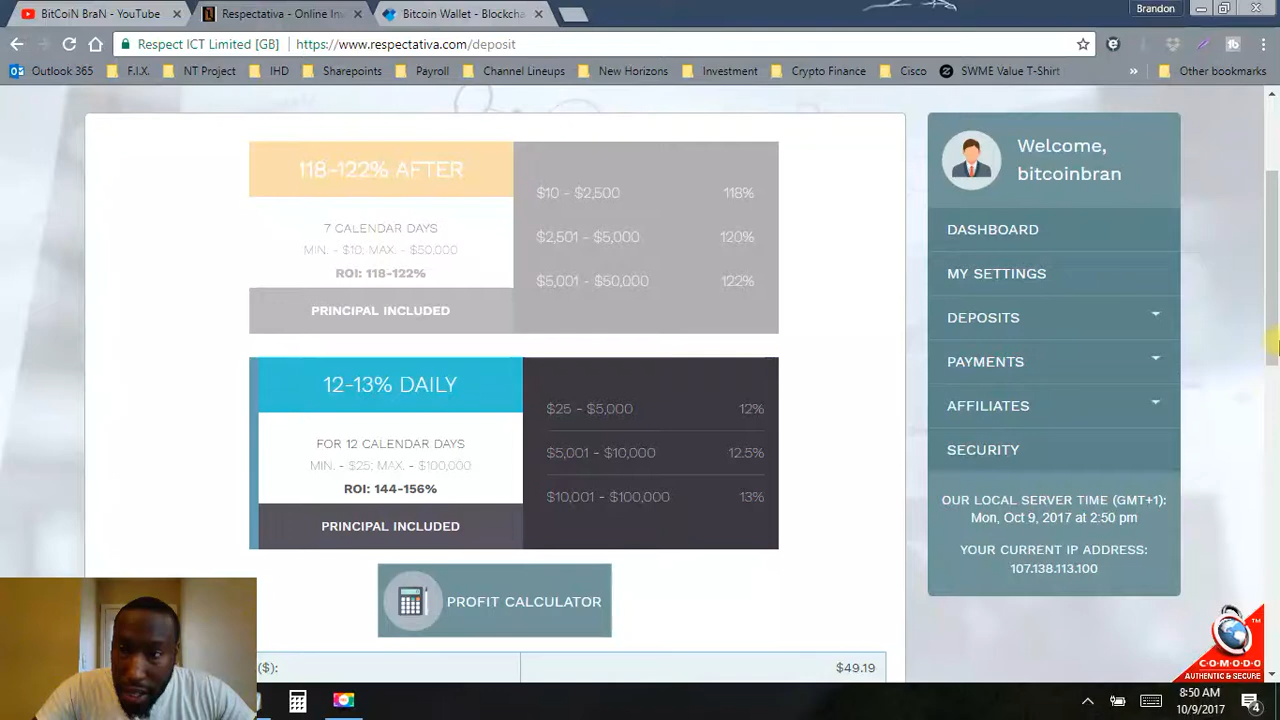 BitCoiN BraN - YouTube
Respectativa - Online Inv
Bitcoin Wallet - Blockcha
Brandon
Respect ICT Limited [GB]
https://www.respectativa.com/deposit
Outlook 365
F.I.X.
NT Project
IHD
Sharepoints
Payroll
Channel Lineups
New Horizons
Investment
Crypto Finance
Cisco
SWME Value T-Shirt
»
Other bookmarks
118-122% AFTER
7 CALENDAR DAYS
MIN. - $10; MAX. - $50,000
ROI: 118-122%
PRINCIPAL INCLUDED
$10 - $2,500 118%
$2,501 - $5,000 120%
$5,001 - $50,000 122%
12-13% DAILY
FOR 12 CALENDAR DAYS
MIN. - $25; MAX. - $100,000
ROI: 144-156%
PRINCIPAL INCLUDED
$25 - $5,000 12%
$5,001 - $10,000 12.5%
$10,001 - $100,000 13%
PROFIT CALCULATOR
($):
$49.19
Welcome,
bitcoinbran
DASHBOARD
MY SETTINGS
DEPOSITS
PAYMENTS
AFFILIATES
SECURITY
OUR LOCAL SERVER TIME (GMT+1):
Mon, Oct 9, 2017 at 2:50 pm
YOUR CURRENT IP ADDRESS:
107.138.113.100
TM
COMODO
AUTHENTIC & SECURE
8:50 AM
10/9/2017
4